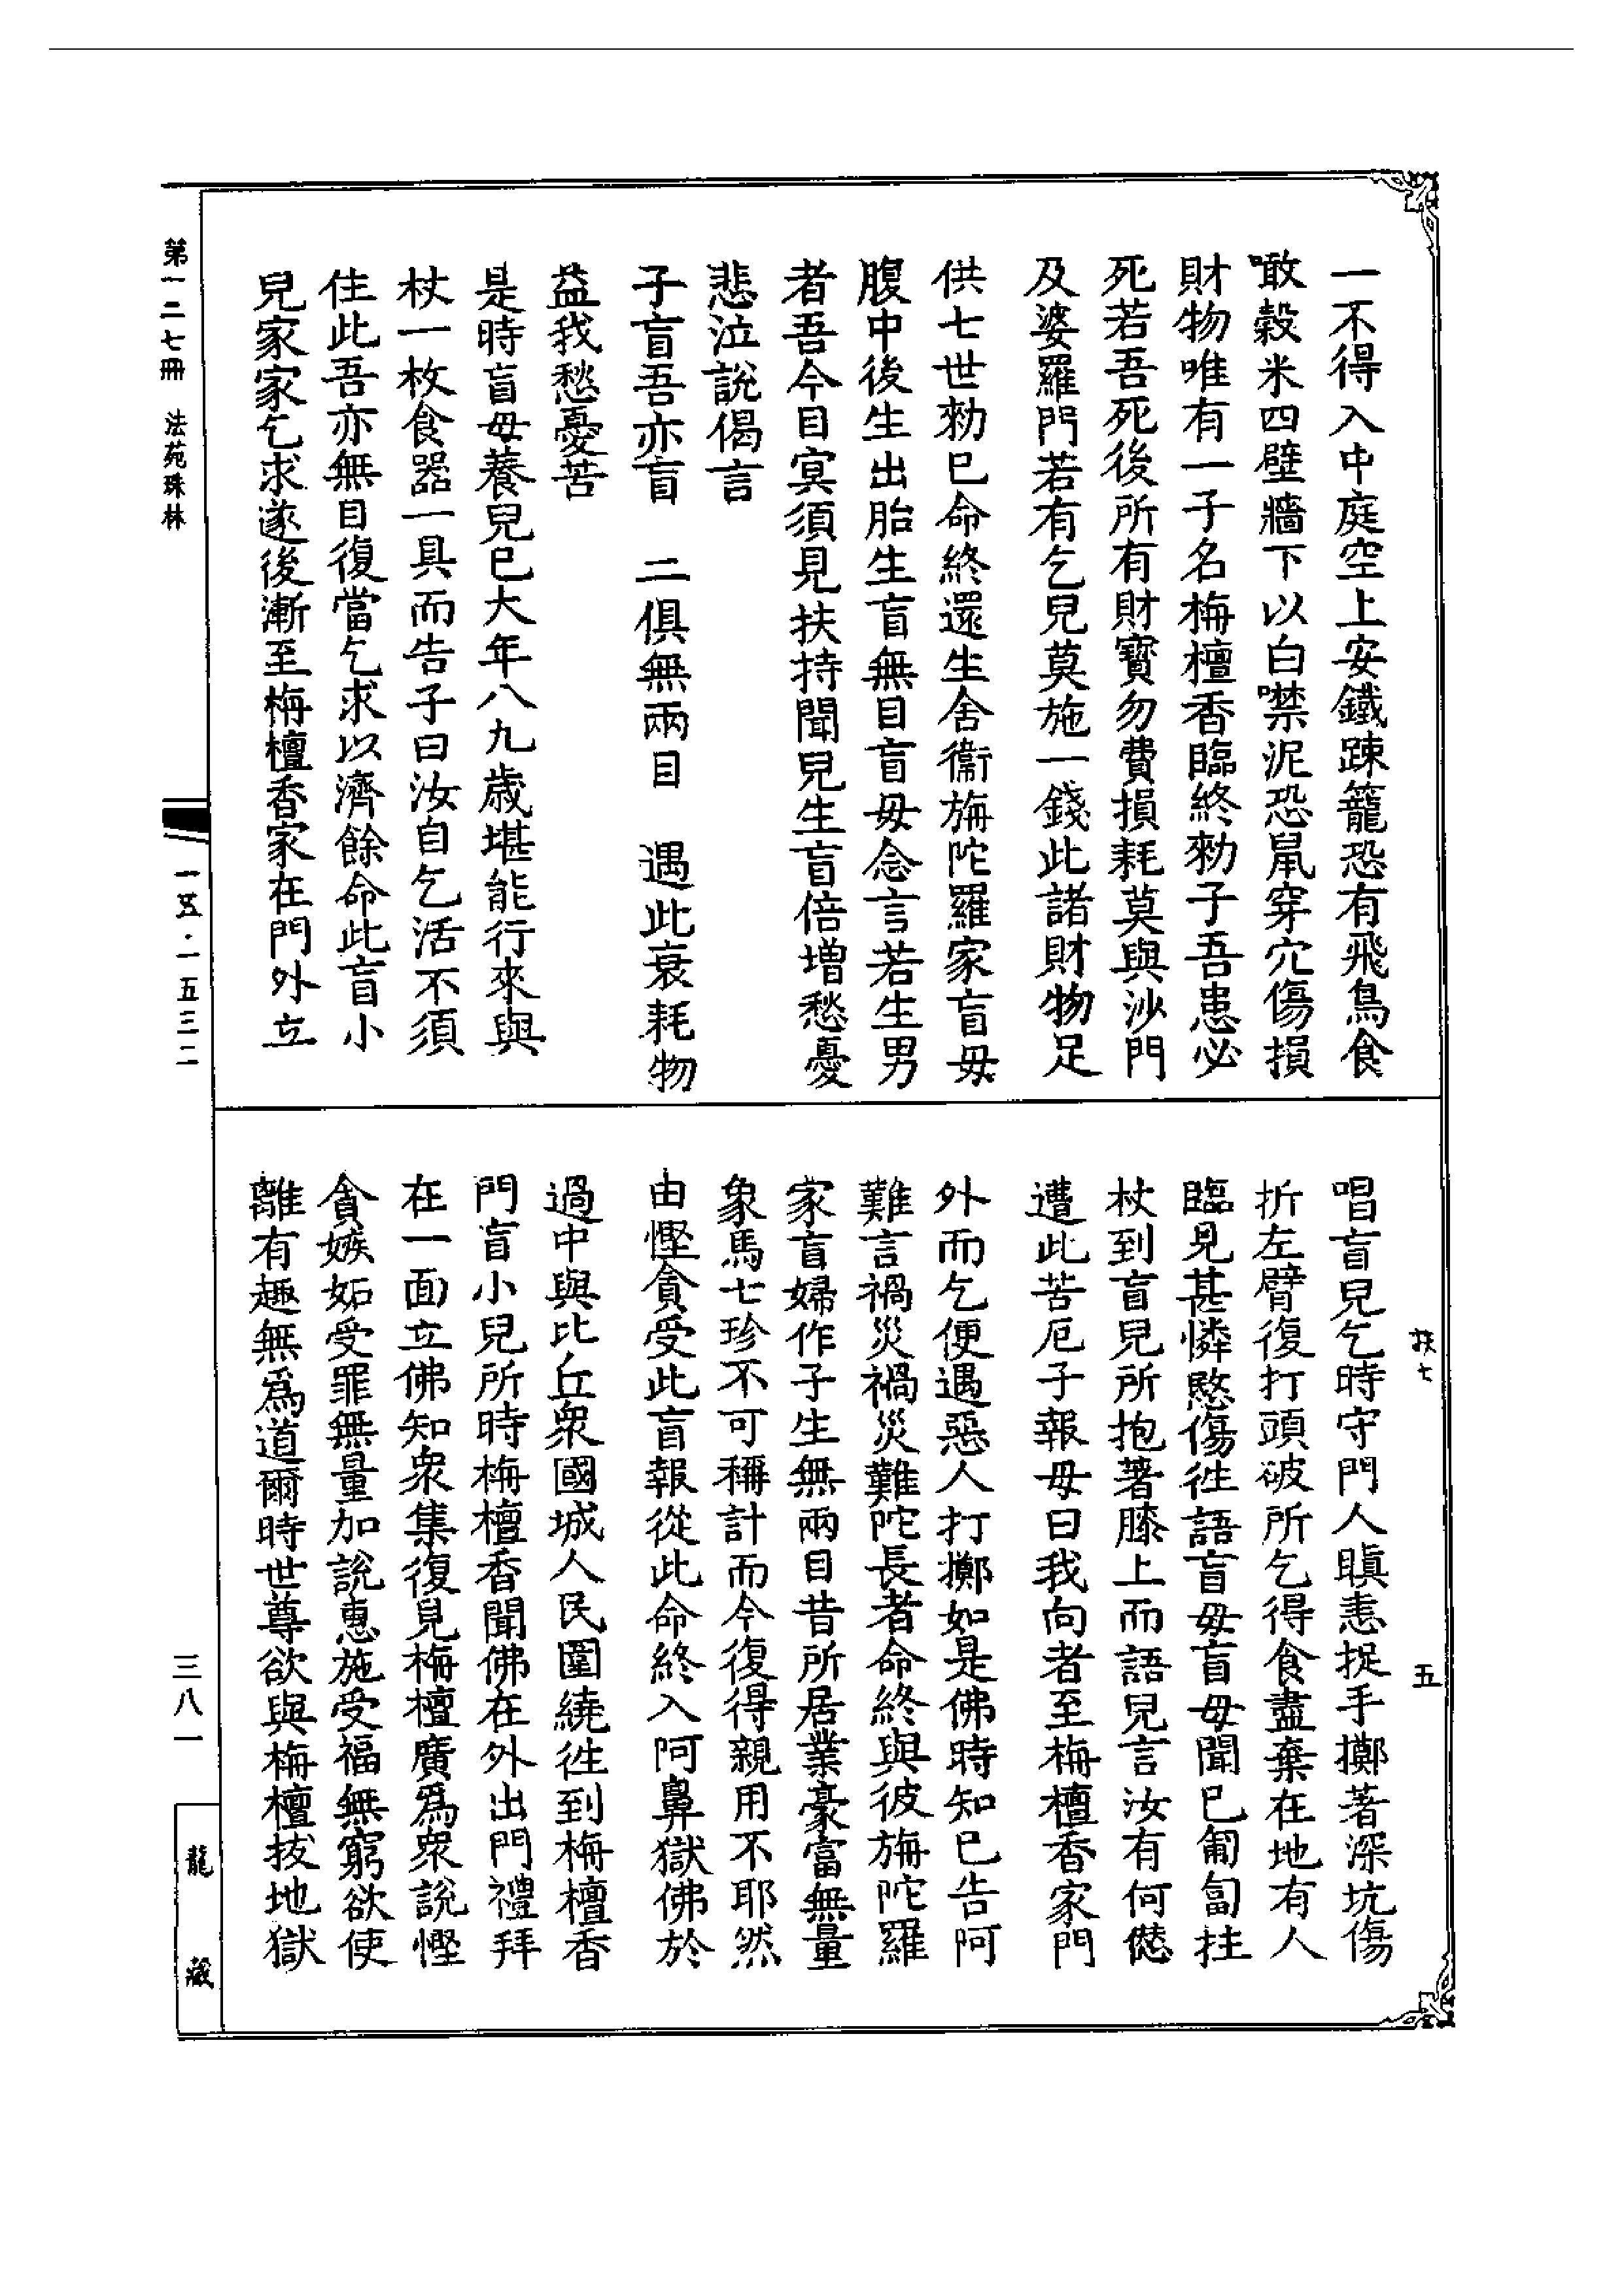 一不得入中庭空上安鐵踈籠恐有飛鳥食
噉穀米四壁牆下以白㘅泥恐鼠穿穴傷損
財物唯有一子名栴檀香臨終勑子吾患必
死若吾死後所有財寶勿費損耗莫與沙門
及婆羅門若有乞兒莫施一錢此諸財物足
供七世勑已命終還生舍衞旃陀羅家盲母
腹中後生出胎生盲無目盲母念言若生男
者吾今目冥須見扶持聞兒生盲倍增愁憂
悲泣說偈言
子盲吾亦盲　二俱無兩目　遇此衰耗物
益我愁憂苦
是時盲母養兒已大年八九歲堪能行來與
杖一枚食器一具而告子曰汝自乞活不須
住此吾亦無目復當乞求以濟餘命此盲小
兒家家乞求遂後漸至栴檀香家在門外立
唱盲兒乞時守門人瞋恚捉手擲著深坑傷
折左臂復打頭破所乞得食盡棄在地有人
臨見甚憐愍傷徃語盲母盲母聞已匍匐拄
杖到盲兒所抱著膝上而語兒言汝有何愆
遭此苦厄子報母曰我向者至栴檀香家門
外而乞便遇惡人打擲如是佛時知已告阿
難言禍災禍災難陀長者命終與彼旃陀羅
家盲婦作子生無兩目昔所居業豪富無量
象馬七珍不可稱計而今復得親用不耶然
由慳貪受此盲報從此命終入阿鼻獄佛於
過中與比丘衆國城人民圍繞徃到栴檀香
門盲小兒所時栴檀香聞佛在外出門禮拜
在一面立佛知衆集復見栴檀廣爲衆說慳
貪嫉妬受罪無量加說惠施受福無窮欲使
離有趣無爲道爾時世尊欲與栴檀拔地獄
扶七
五
第一二七冊　法苑珠林
一五·一五三二
三八一
龍藏